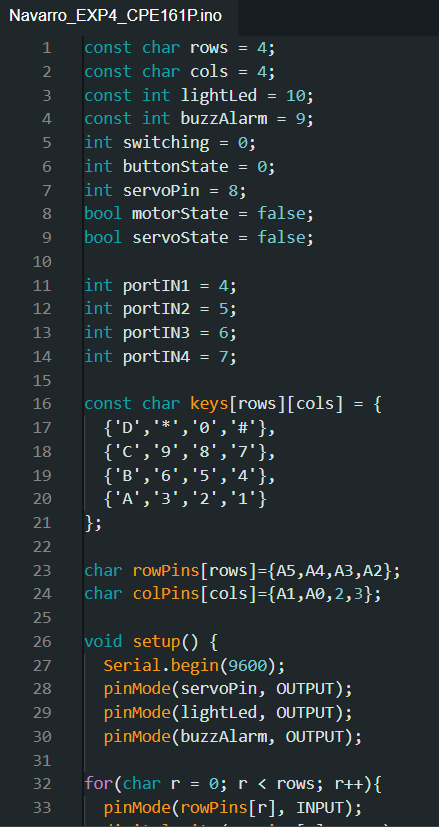 Navarro_EXP4_CPE161P.ino
1 const char rows = 4;
2 const char cols = 4;
3 const int lightLed = 10;
4 const int buzzAlarm = 9;
5 int switching = 0;
6 int buttonState = 0;
7 int servoPin = 8;
8 bool motorState = false;
9 bool servoState = false;
10
11 int portIN1 = 4;
12 int portIN2 = 5;
13 int portIN3 = 6;
14 int portIN4 = 7;
15
16 const char keys[rows][cols] = {
17 {'D','*','0','#'},
18 {'C','9','8','7'},
19 {'B','6','5','4'},
20 {'A','3','2','1'}
21 };
22
23 char rowPins[rows]={A5,A4,A3,A2};
24 char colPins[cols]={A1,A0,2,3};
25
26 void setup() {
27 Serial.begin(9600);
28 pinMode(servoPin, OUTPUT);
29 pinMode(lightLed, OUTPUT);
30 pinMode(buzzAlarm, OUTPUT);
31
32 for(char r = 0; r < rows; r++){
33 pinMode(rowPins[r], INPUT);